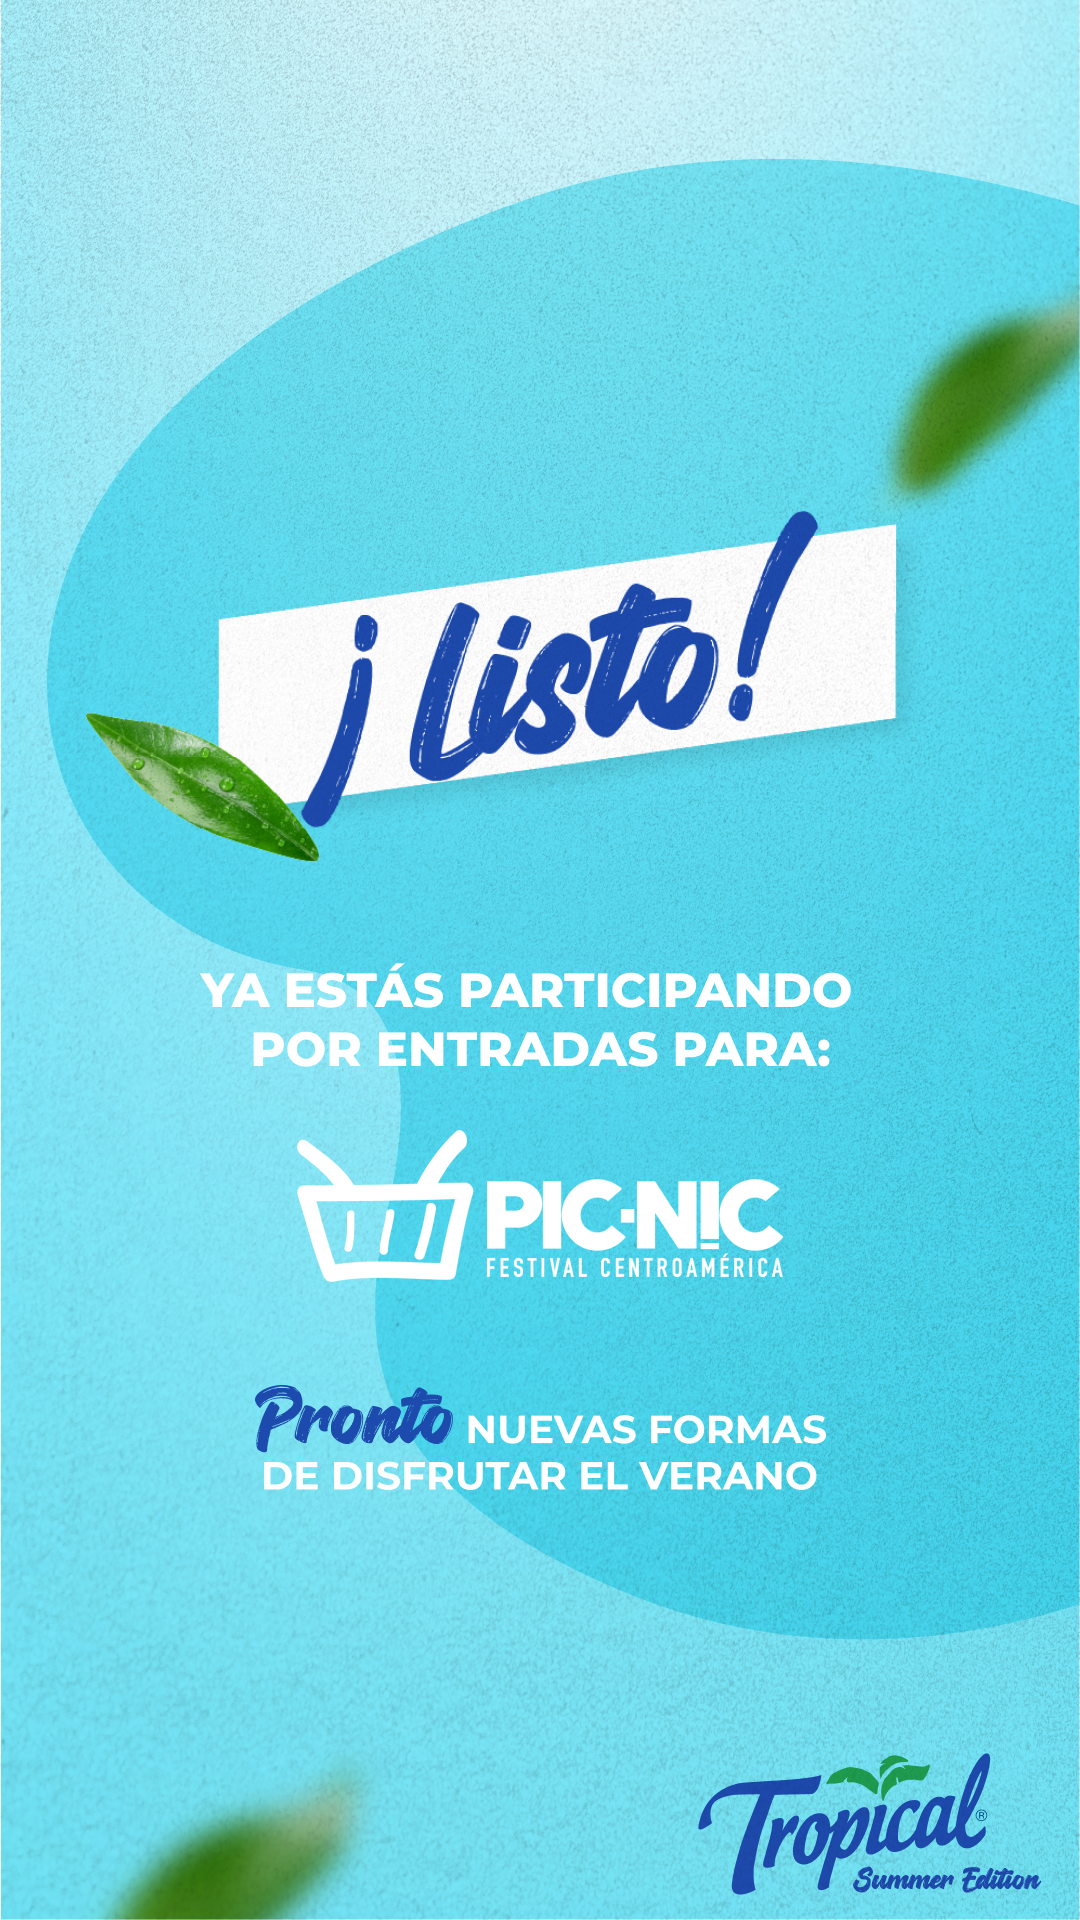 ¡Listo!
YA ESTÁS PARTICIPANDO
POR ENTRADAS PARA:
PIC·NIC
FESTIVAL CENTROAMÉRICA
Pronto NUEVAS FORMAS
DE DISFRUTAR EL VERANO
Tropical®
Summer Edition